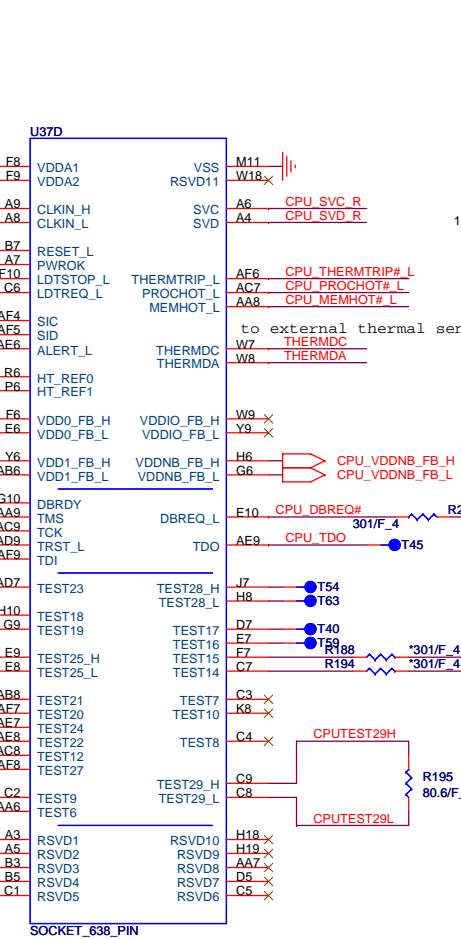 U37D
F8 VDDA1 VSS M11
F9 VDDA2 RSVD11 W18
A9 CLKIN_H SVC A6 CPU_SVC_R
A8 CLKIN_L SVD A4 CPU_SVD_R
1
B7 RESET_L
A7 PWROK
F10 LDTSTOP_L THERMTRIP_L AF6 CPU_THERMTRIP#_L
C6 LDTREQ_L PROCHOT_L AC7 CPU_PROCHOT#_L
MEMHOT_L AA8 CPU_MEMHOT#_L
AF4 SIC
to external thermal sen
AF5 SID
AE6 ALERT_L THERMDC W7 THERMDC
THERMDA W8 THERMDA
R6 HT_REF0
P6 HT_REF1
F6 VDD0_FB_H VDDIO_FB_H W9
E6 VDD0_FB_L VDDIO_FB_L Y9
Y6 VDD1_FB_H VDDNB_FB_H H6 CPU_VDDNB_FB_H
AB6 VDD1_FB_L VDDNB_FB_L G6 CPU_VDDNB_FB_L
G10 DBRDY
AA9 TMS DBREQ_L E10 CPU_DBREQ# R2
301/F_4
AC9 TCK
AD9 TRST_L TDO AE9 CPU_TDO T45
AF9 TDI
AD7 TEST23 TEST28_H J7 T54
TEST28_L H8 T63
H10 TEST18
G9 TEST19 TEST17 D7 T40
TEST16 E7 T59
E9 TEST25_H TEST15 F7 R188 *301/F_4
E8 TEST25_L TEST14 C7 R194 *301/F_4
AB8 TEST21 TEST7 C3
AF7 TEST20 TEST10 K8
AE7 TEST24
AE8 TEST22 TEST8 C4 CPUTEST29H
AC8 TEST12
AF8 TEST27
TEST29_H C9 R195
C2 TEST9 TEST29_L C8 80.6/F_
AA6 TEST6
CPUTEST29L
A3 RSVD1 RSVD10 H18
A5 RSVD2 RSVD9 H19
B3 RSVD3 RSVD8 AA7
B5 RSVD4 RSVD7 D5
C1 RSVD5 RSVD6 C5
SOCKET_638_PIN